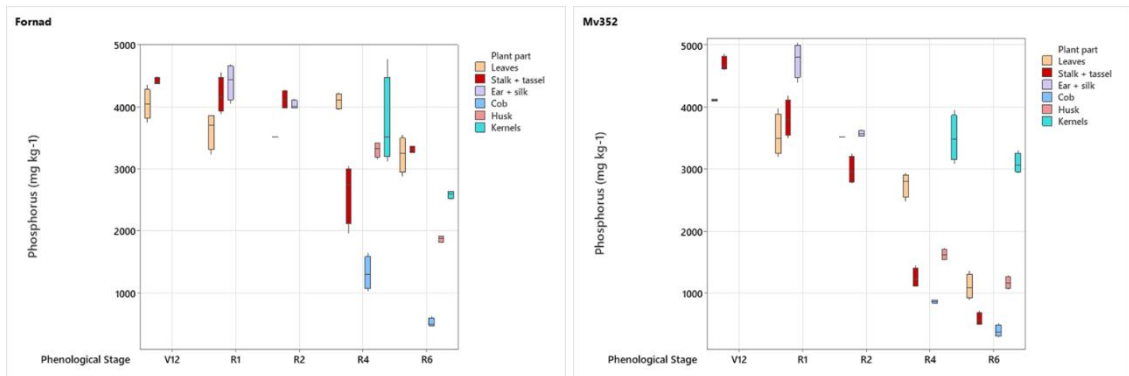 Fornad
Phosphorus (mg kg-1)
5000
4000
3000
2000
1000
Phenological Stage V12 R1 R2 R4 R6
Plant part
Leaves
Stalk + tassel
Ear + silk
Cob
Husk
Kernels
Mv352
Phosphorus (mg kg-1)
5000
4000
3000
2000
1000
Phenological Stage V12 R1 R2 R4 R6
Plant part
Leaves
Stalk + tassel
Ear + silk
Cob
Husk
Kernels